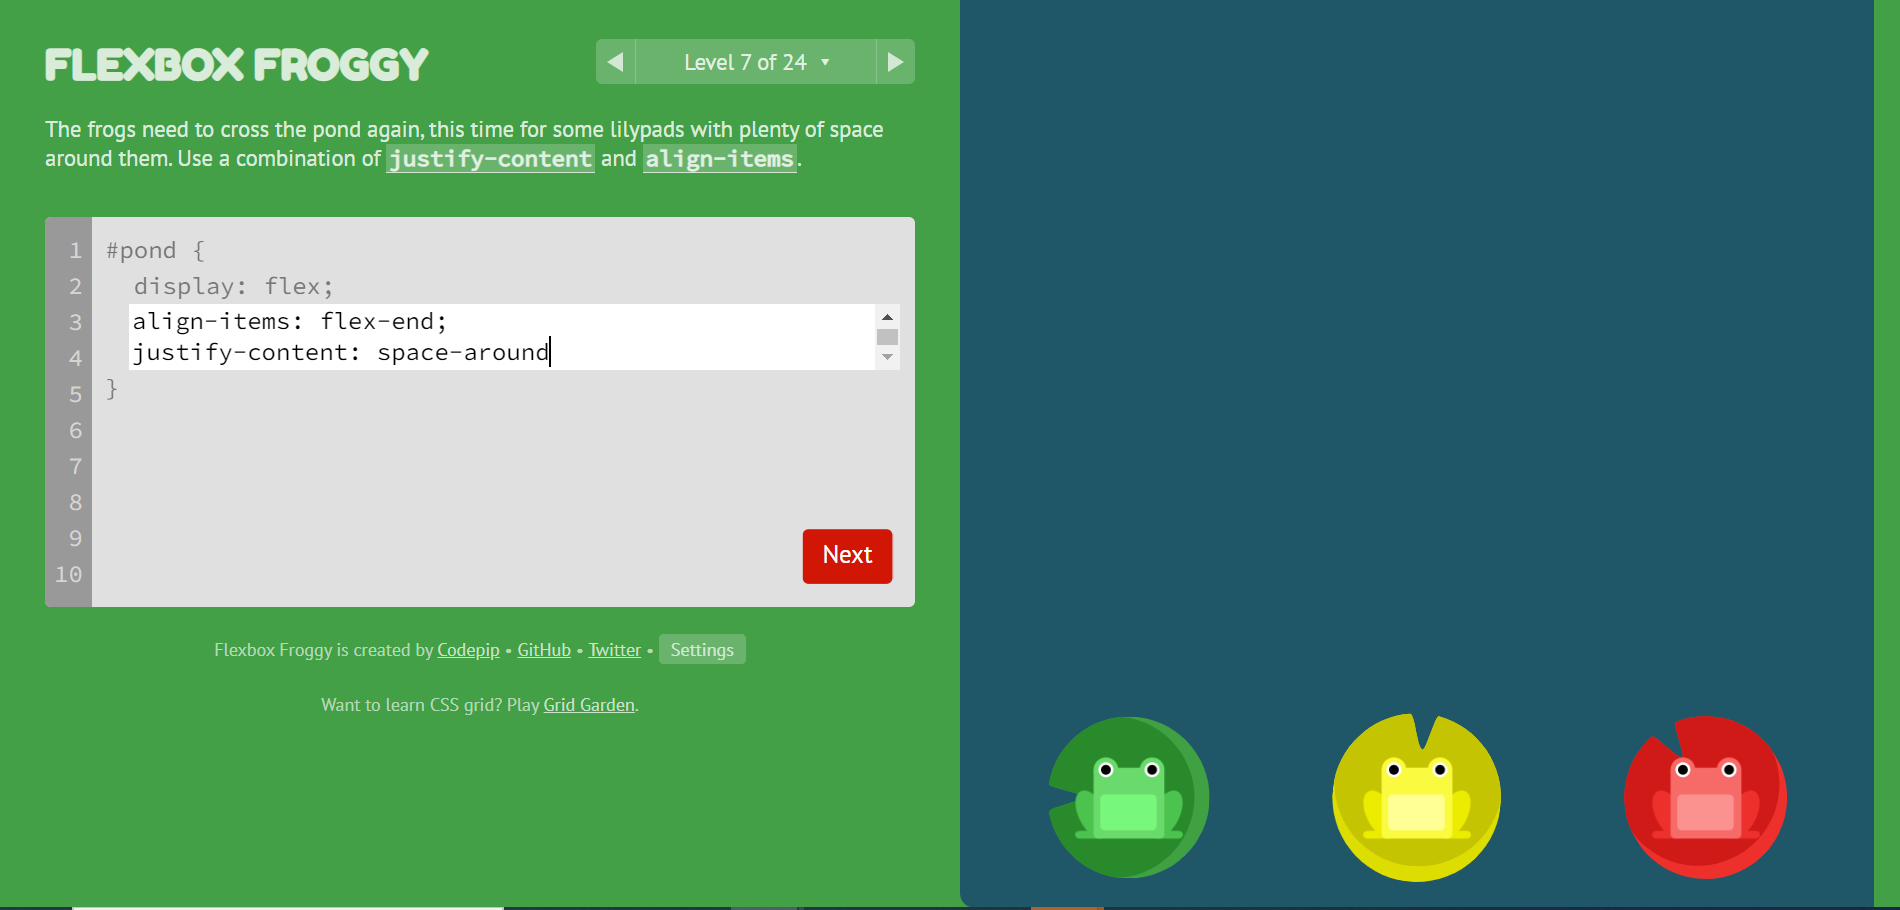 FLEXBOX FROGGY
Level 7 of 24
The frogs need to cross the pond again, this time for some lilypads with plenty of space
around them. Use a combination of justify-content and align-items.
1 #pond {
2 display: flex;
3 align-items: flex-end;
4 justify-content: space-around
5 }
6
7
8
9
10
Next
Flexbox Froggy is created by Codepip • GitHub • Twitter • Settings
Want to learn CSS grid? Play Grid Garden.